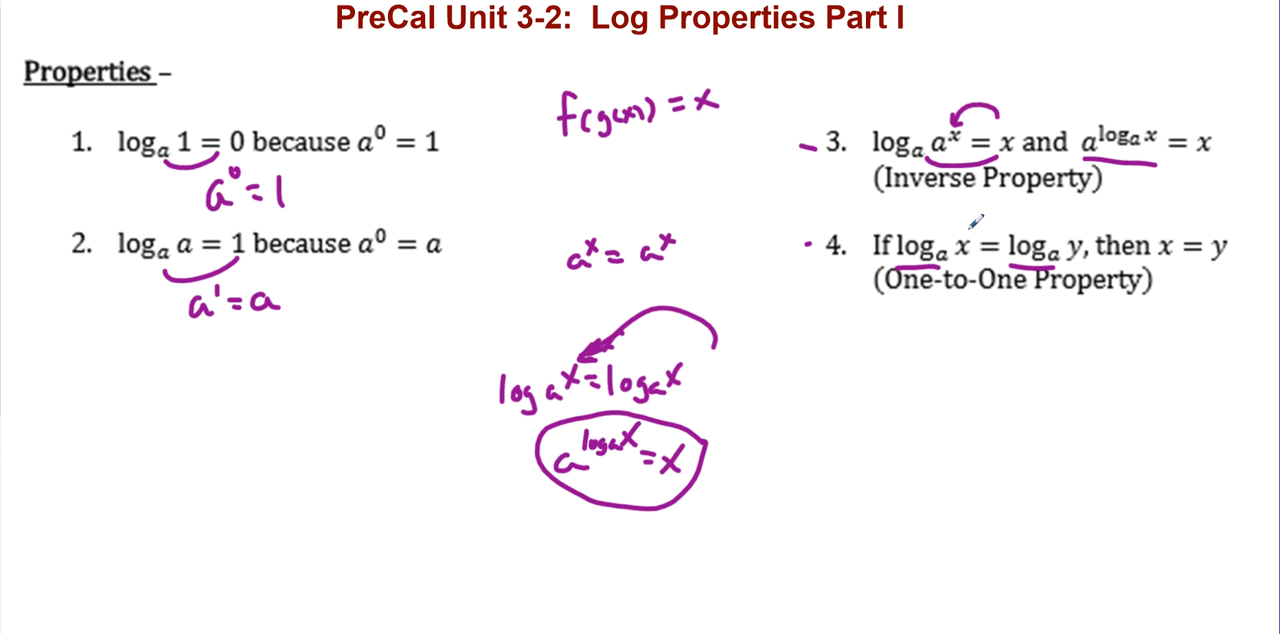 PreCal Unit 3-2: Log Properties Part I
Properties –
1. logₐ 1 = 0 because a⁰ = 1
a⁰ = 1
2. logₐ a = 1 because a⁰ = a
a¹ = a
f(g(x)) = x
aˣ = aˣ
logₐ x = logₐ x
a^(logₐ x) = x
3. logₐ aˣ = x and a^(logₐ x) = x
(Inverse Property)
4. If logₐ x = logₐ y, then x = y
(One-to-One Property)